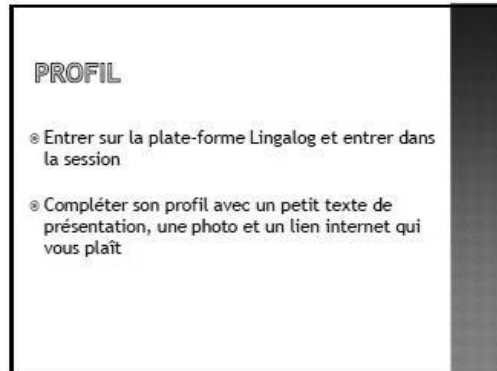 PROFIL
Entrer sur la plate-forme Lingalog et entrer dans
la session
Compléter son profil avec un petit texte de
présentation, une photo et un lien internet qui
vous plaît